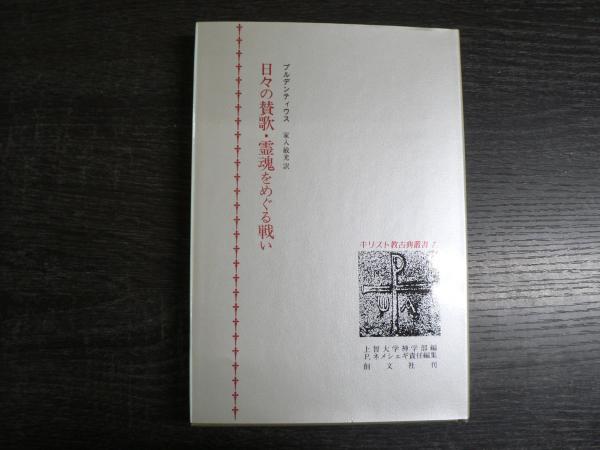 プルデンティウス 家入敏光訳
日々の賛歌・霊魂をめぐる戦い
キリスト教古典叢書 7
上智大学神学部編
P.ネメシェギ責任編集
創文社刊